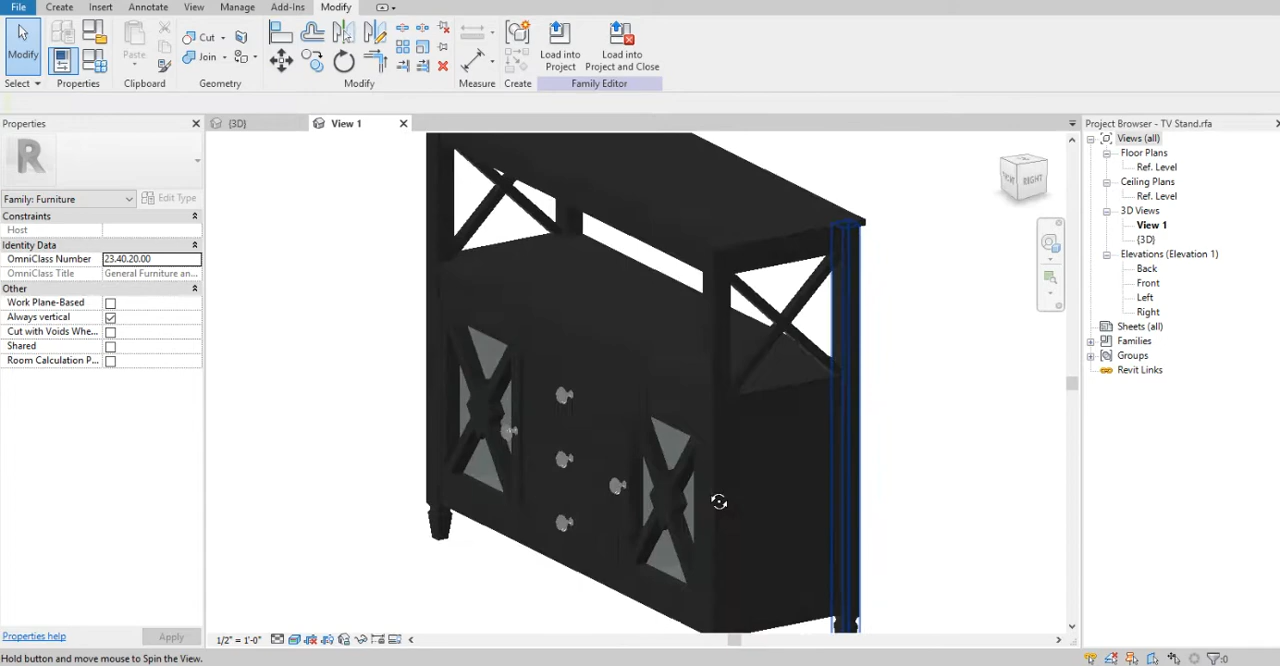 File Create Insert Annotate View Manage Add-Ins Modify
Modify
Paste
Cut
Join
Load into
Project
Load into
Project and Close
Select Properties Clipboard Geometry Modify Measure Create Family Editor
Properties
{3D}
View 1
Family: Furniture
Edit Type
Constraints
Host
Identity Data
OmniClass Number 23.40.20.00
OmniClass Title General Furniture an...
Other
Work Plane-Based
Always vertical
Cut with Voids Whe...
Shared
Room Calculation P...
Properties help
Apply
RIGHT
Project Browser - TV Stand.rfa
Views (all)
Floor Plans
Ref. Level
Ceiling Plans
Ref. Level
3D Views
View 1
{3D}
Elevations (Elevation 1)
Back
Front
Left
Right
Sheets (all)
Families
Groups
Revit Links
1/2" = 1'-0"
Hold button and move mouse to Spin the View.
:0